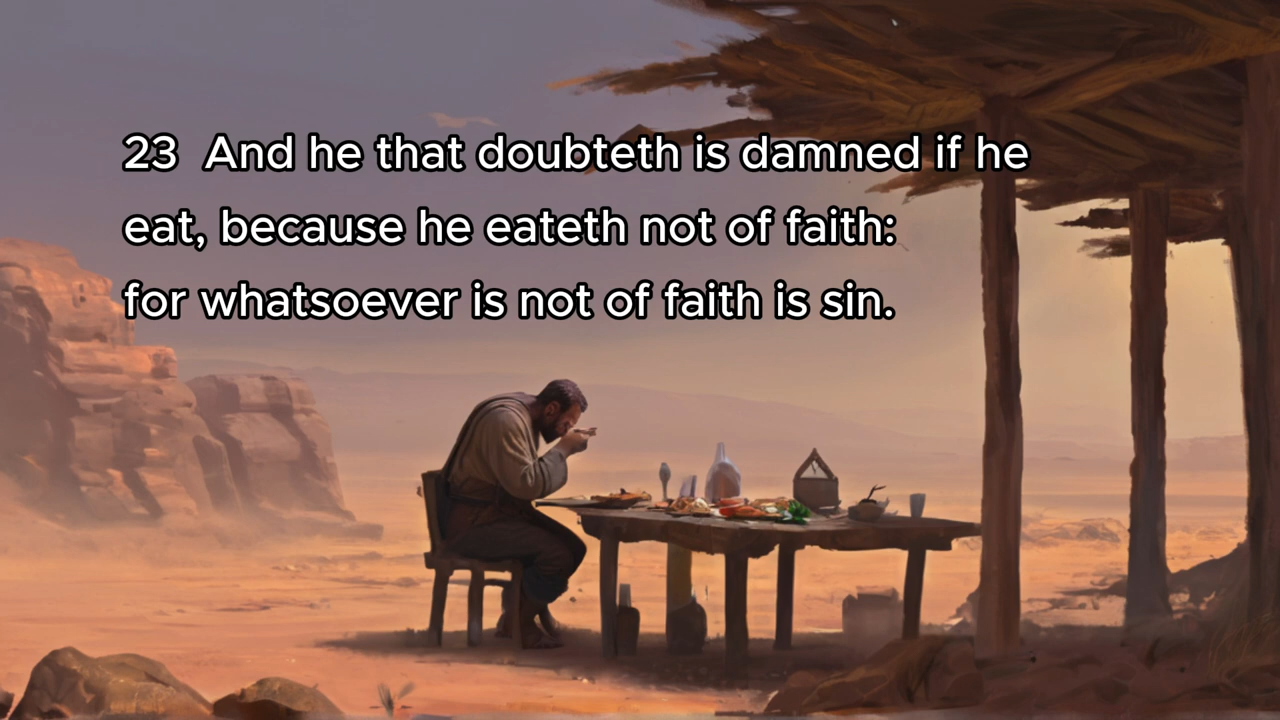 23  And he that doubteth is damned if he
eat, because he eateth not of faith:
for whatsoever is not of faith is sin.